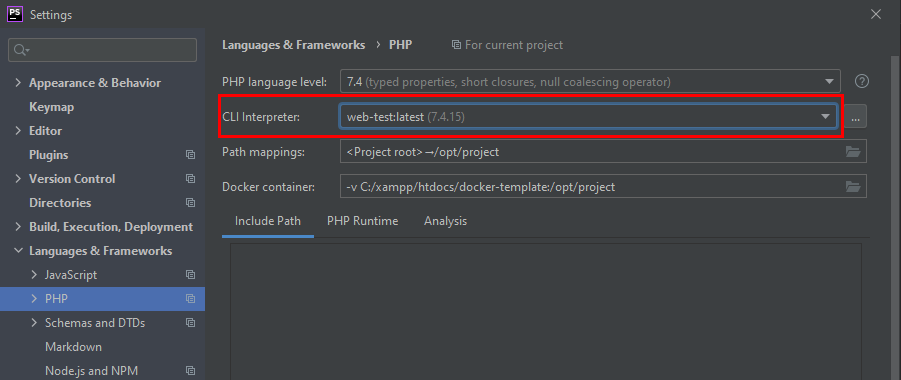 PS Settings
Languages & Frameworks › PHP For current project
Appearance & Behavior
Keymap
Editor
Plugins
Version Control
Directories
Build, Execution, Deployment
Languages & Frameworks
JavaScript
PHP
Schemas and DTDs
Markdown
Node.js and NPM
PHP language level: 7.4 (typed properties, short closures, null coalescing operator) ?
CLI Interpreter: web-test:latest (7.4.15) ...
Path mappings: <Project root>→/opt/project
Docker container: -v C:/xampp/htdocs/docker-template:/opt/project
Include Path PHP Runtime Analysis